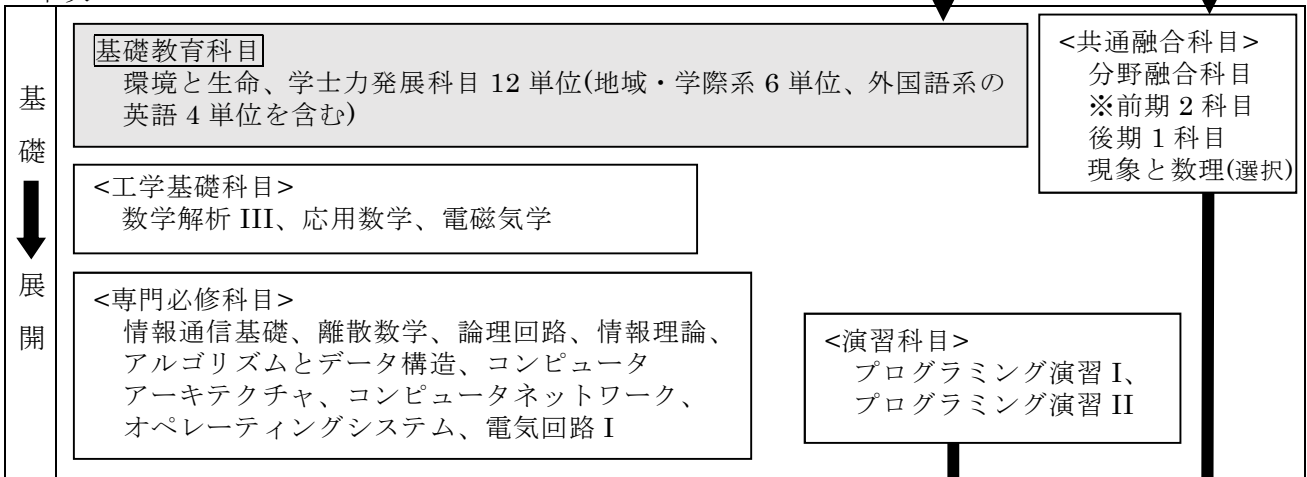 基礎
展開
基礎教育科目
環境と生命、学士力発展科目 12 単位(地域・学際系 6 単位、外国語系の
英語 4 単位を含む)
<共通融合科目>
分野融合科目
※前期 2 科目
後期 1 科目
現象と数理(選択)
<工学基礎科目>
数学解析 III、応用数学、電磁気学
<専門必修科目>
情報通信基礎、離散数学、論理回路、情報理論、
アルゴリズムとデータ構造、コンピュータ
アーキテクチャ、コンピュータネットワーク、
オペレーティングシステム、電気回路 I
<演習科目>
プログラミング演習 I、
プログラミング演習 II